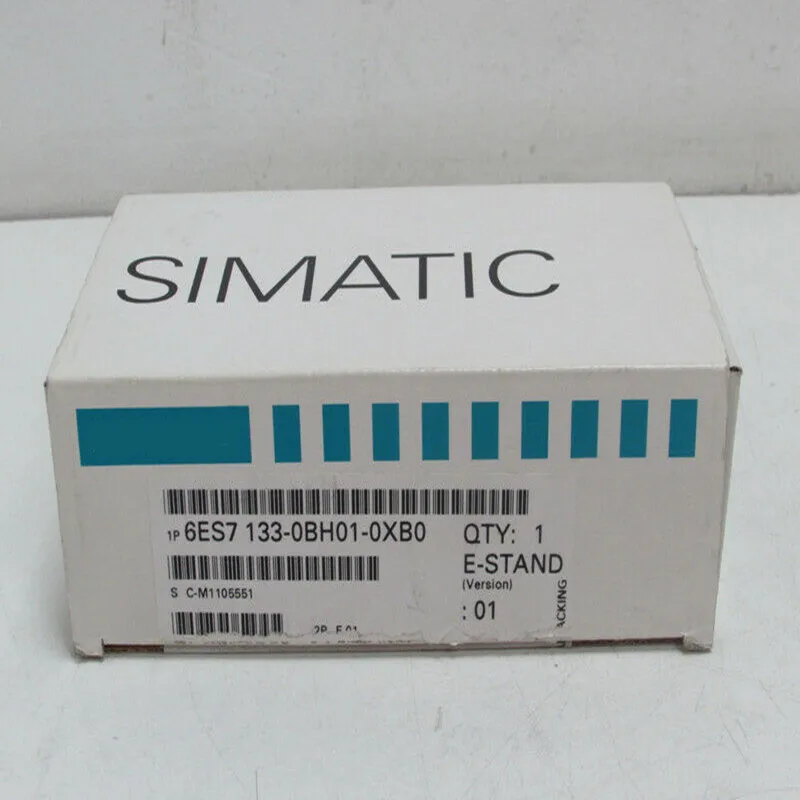 SIMATIC
1P 6ES7 133-0BH01-0XB0
QTY: 1
E-STAND
(Version)
: 01
S C-M1105551